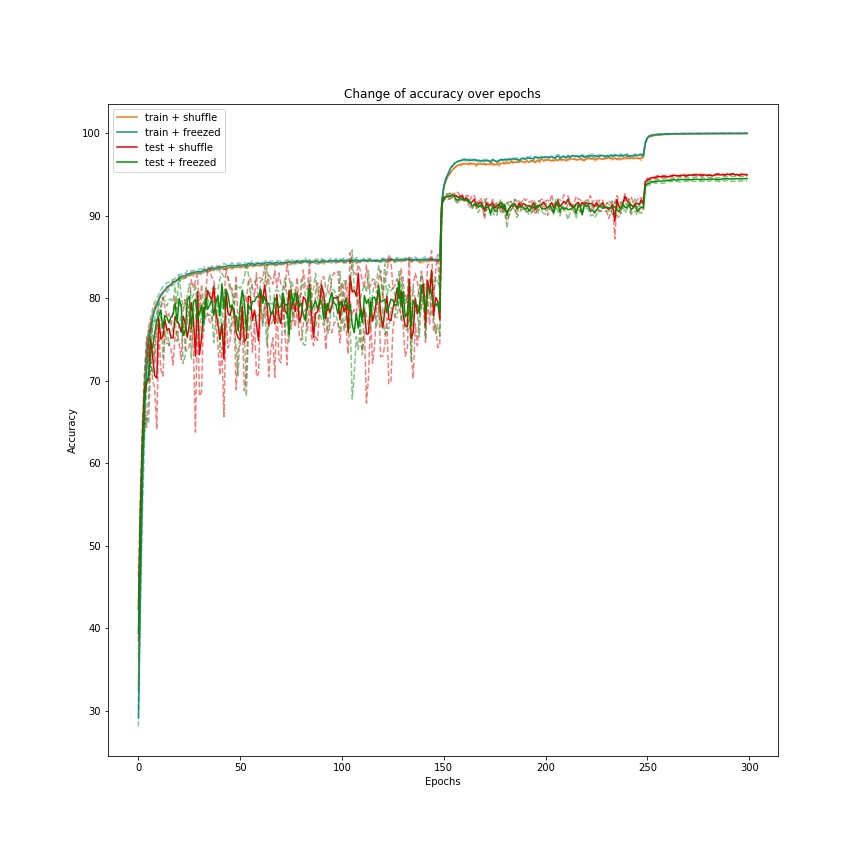 Change of accuracy over epochs
train + shuffle
train + freezed
test + shuffle
test + freezed
100
90
80
70
60
50
40
30
Accuracy
0 50 100 150 200 250 300
Epochs